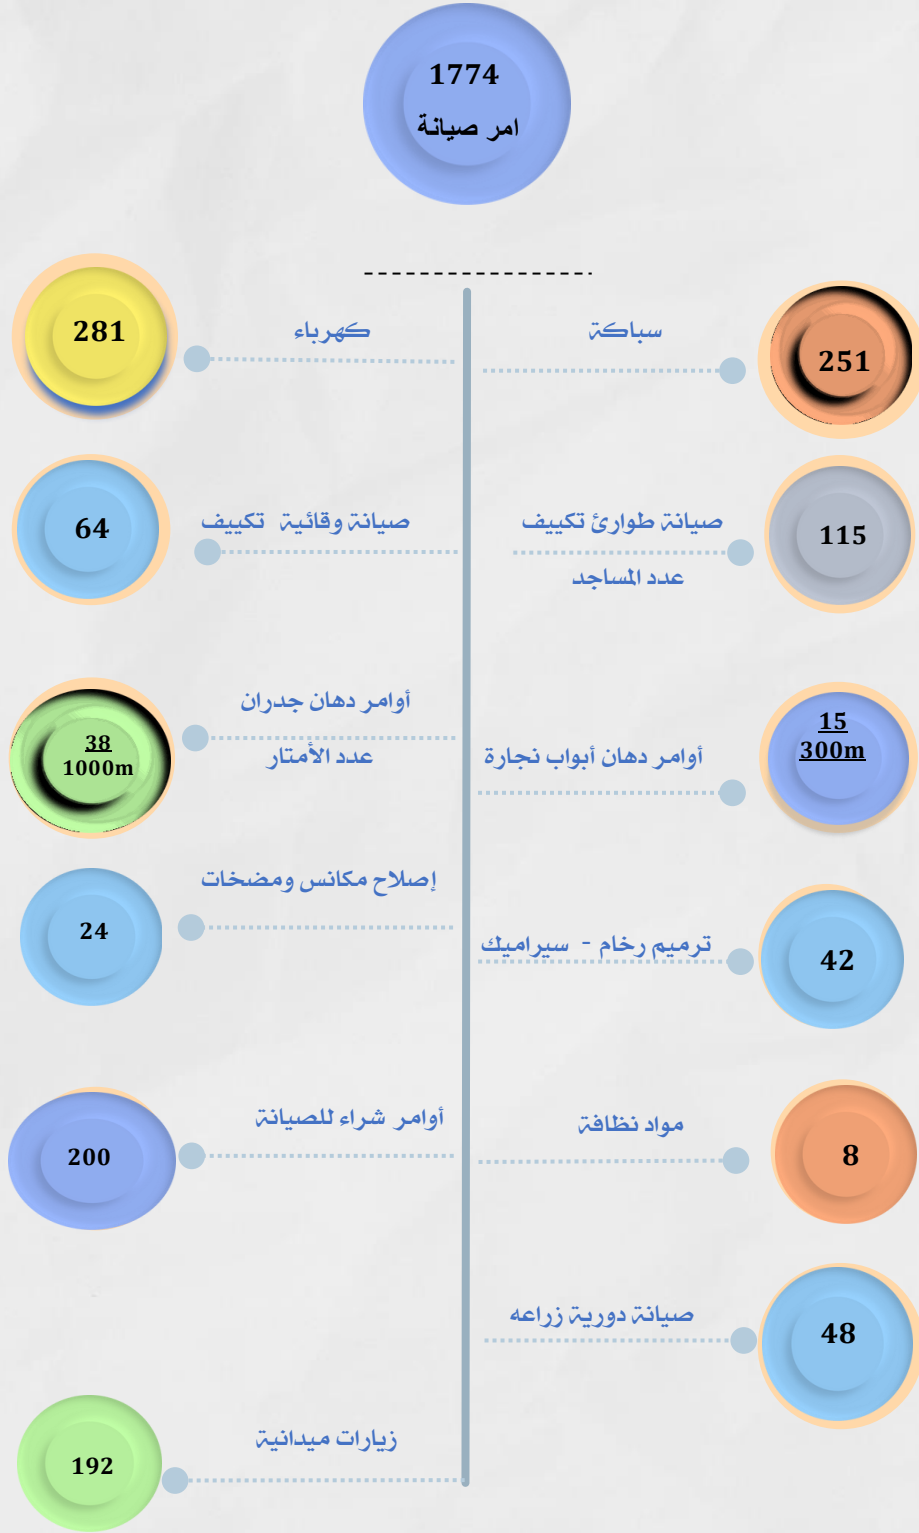 1774
امر صيانة
سباكة
251
كهرباء
281
صيانة طوارئ تكييف
عدد المساجد
115
صيانة وقائية تكييف
64
أوامر دهان أبواب نجارة
15
300m
أوامر دهان جدران
عدد الأمتار
38
1000m
ترميم رخام - سيراميك
42
إصلاح مكانس ومضخات
24
مواد نظافة
8
أوامر شراء للصيانة
200
صيانة دورية زراعه
48
زيارات ميدانية
192